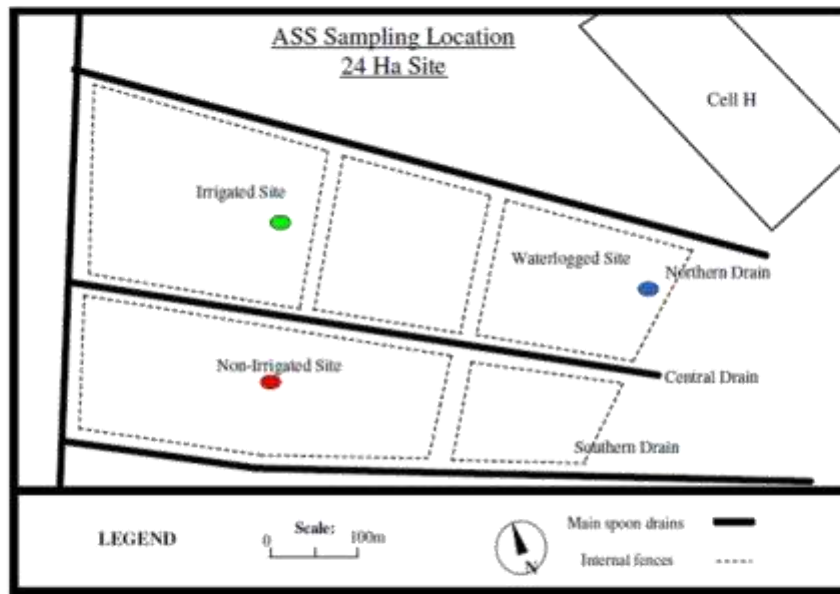 ASS Sampling Location
24 Ha Site
Cell H
Irrigated Site
Waterlogged Site
Northern Drain
Non-Irrigated Site
Central Drain
Southern Drain
LEGEND
Scale:
0 100m
N
Main spoon drains
Internal fences